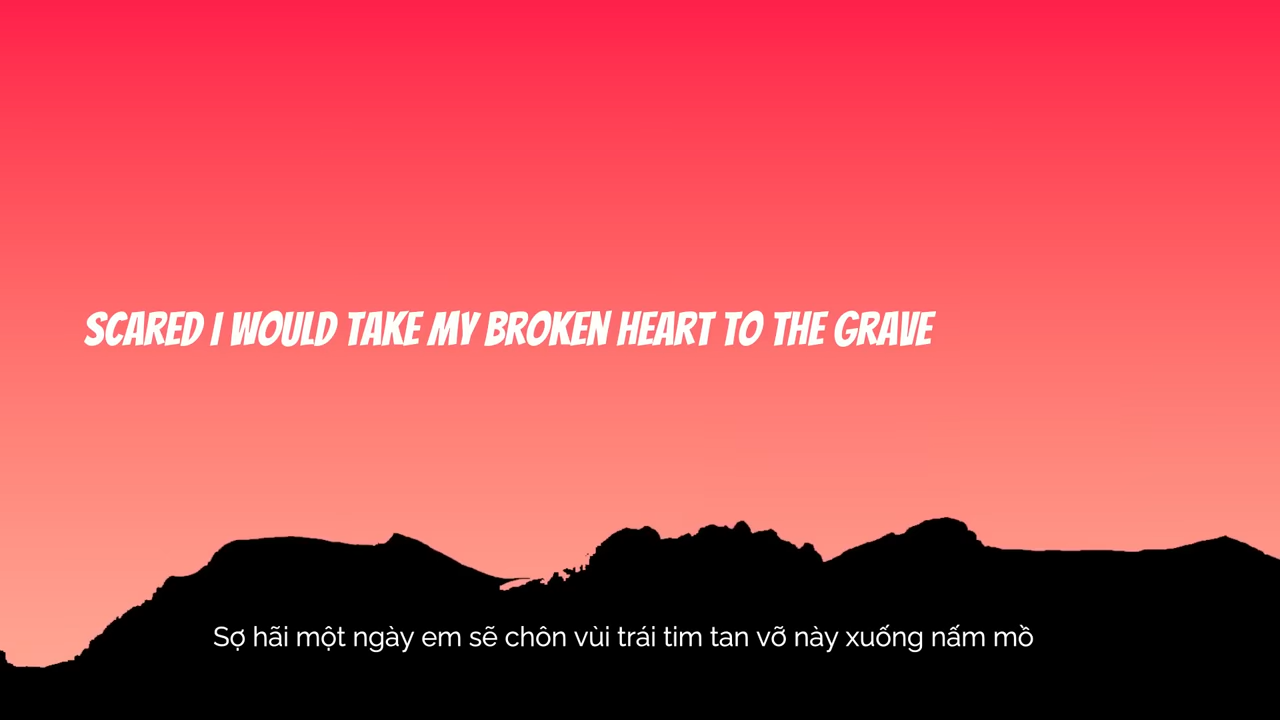 SCARED I WOULD TAKE MY BROKEN HEART TO THE GRAVE
Sợ hãi một ngày em sẽ chôn vùi trái tim tan vỡ này xuống nấm mồ